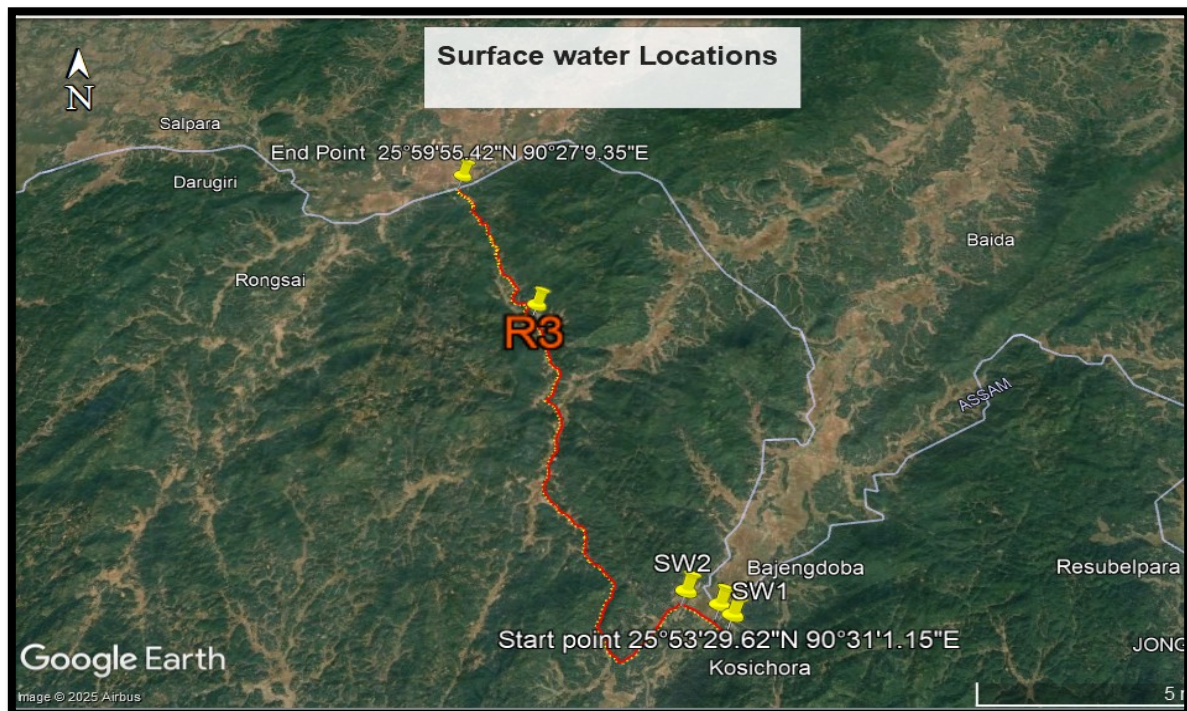 Surface water Locations
N
Salpara
End Point 25°59'55.42"N 90°27'9.35"E
Darugiri
Baida
Rongsai
R3
ASSAM
SW2
Bajengdoba
Resubelpara
SW1
Start point 25°53'29.62"N 90°31'1.15"E
JONG
Kosichora
Google Earth
Image © 2025 Airbus
5